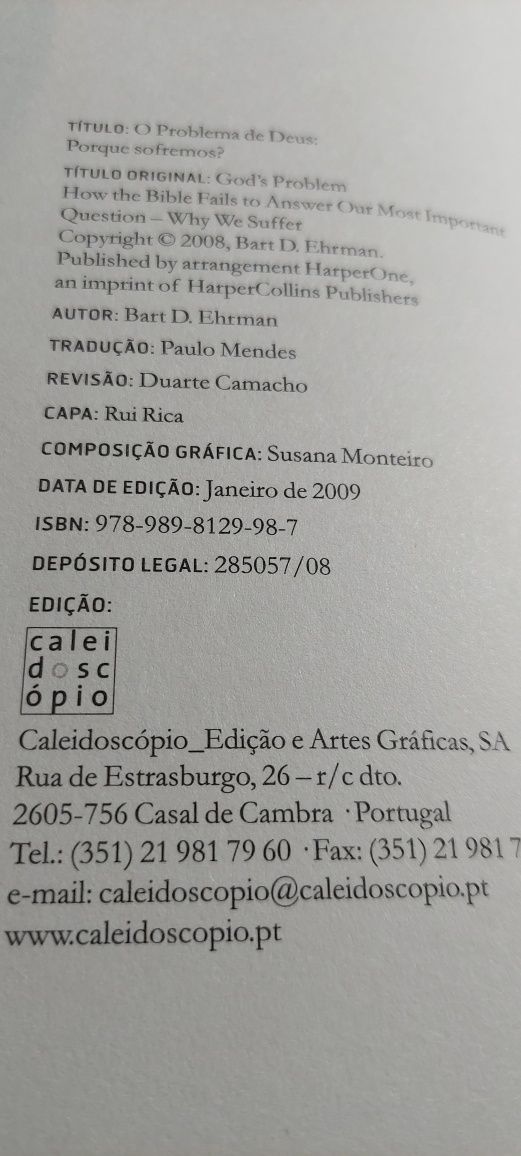 TÍTULO: O Problema de Deus:
Porque sofremos?
TÍTULO ORIGINAL: God's Problem
How the Bible Fails to Answer Our Most Important
Question – Why We Suffer
Copyright © 2008, Bart D. Ehrman.
Published by arrangement HarperOne,
an imprint of HarperCollins Publishers
AUTOR: Bart D. Ehrman
TRADUÇÃO: Paulo Mendes
REVISÃO: Duarte Camacho
CAPA: Rui Rica
COMPOSIÇÃO GRÁFICA: Susana Monteiro
DATA DE EDIÇÃO: Janeiro de 2009
ISBN: 978-989-8129-98-7
DEPÓSITO LEGAL: 285057/08
EDIÇÃO:
calei
dosc
ópio
Caleidoscópio_Edição e Artes Gráficas, SA
Rua de Estrasburgo, 26 – r/c dto.
2605-756 Casal de Cambra · Portugal
Tel.: (351) 21 981 79 60 · Fax: (351) 21 981 7
e-mail: caleidoscopio@caleidoscopio.pt
www.caleidoscopio.pt